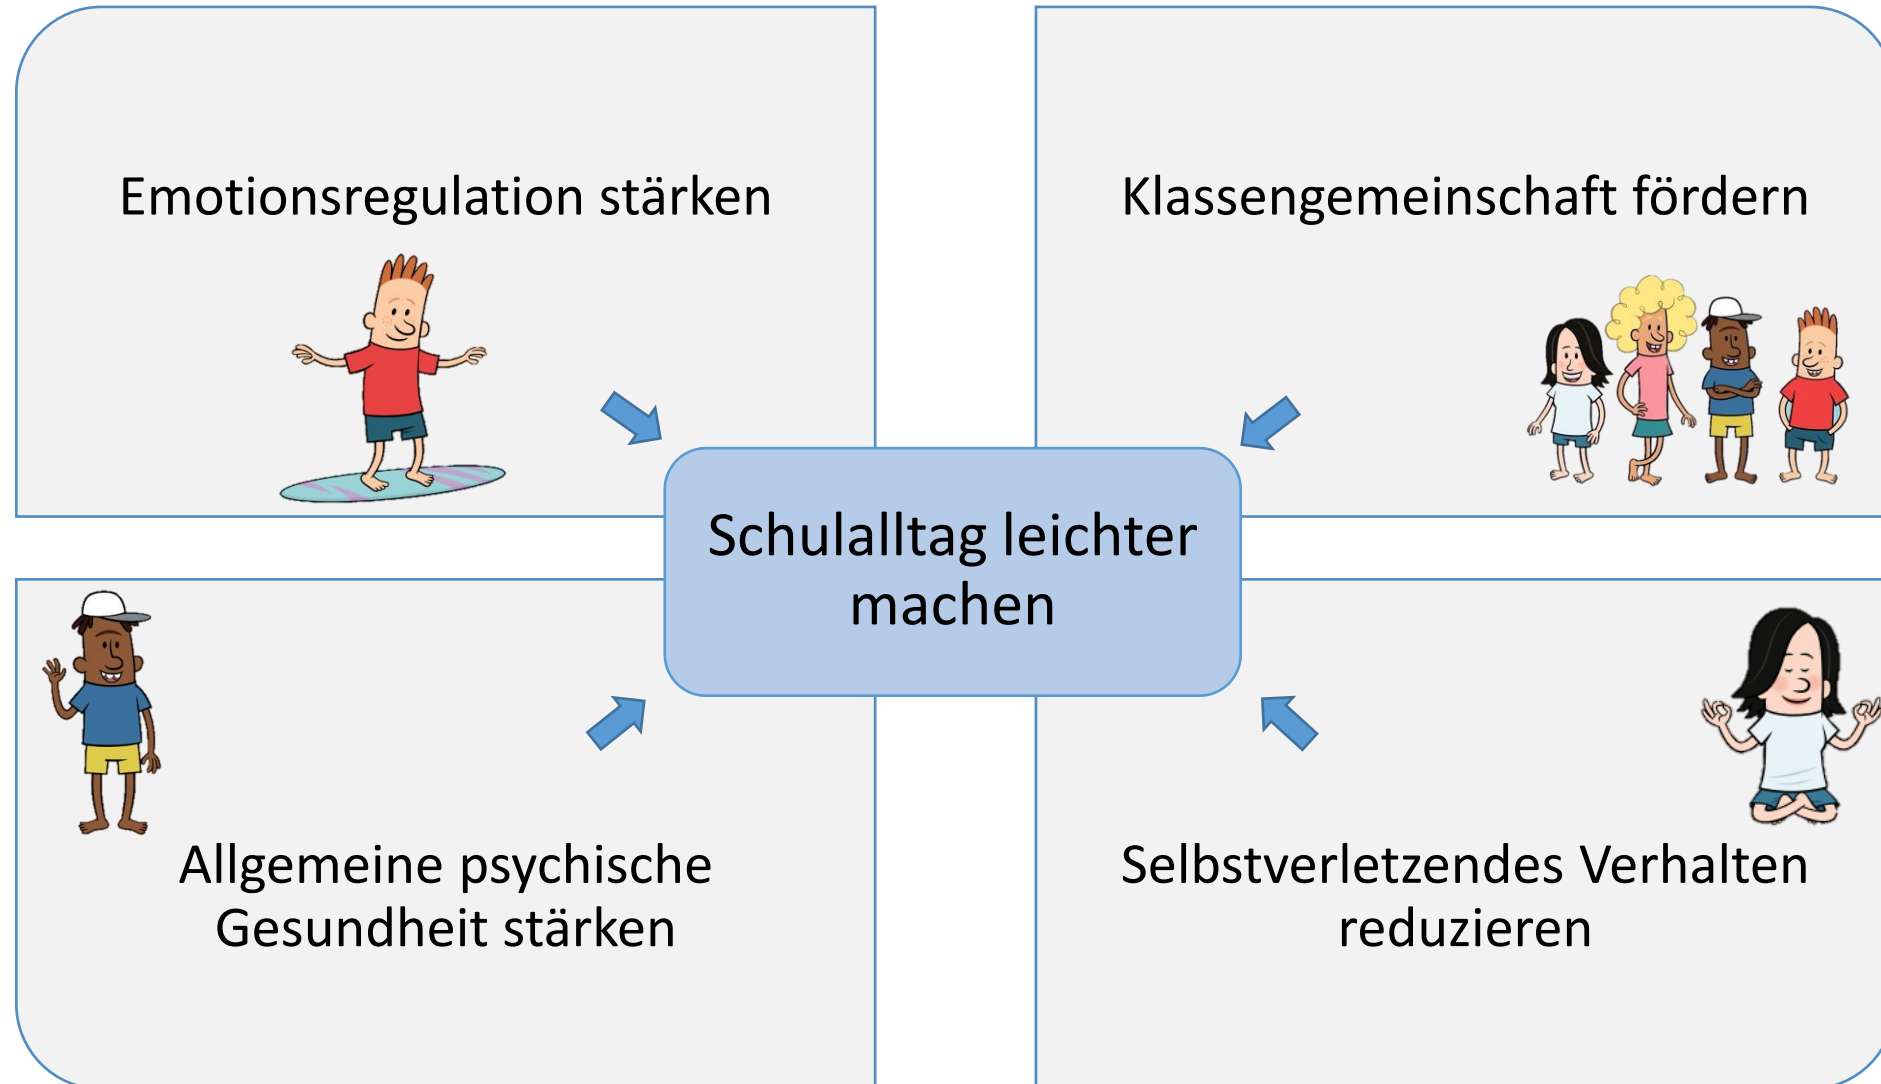 Emotionsregulation stärken
Klassengemeinschaft fördern
Schulalltag leichter
machen
Allgemeine psychische
Gesundheit stärken
Selbstverletzendes Verhalten
reduzieren